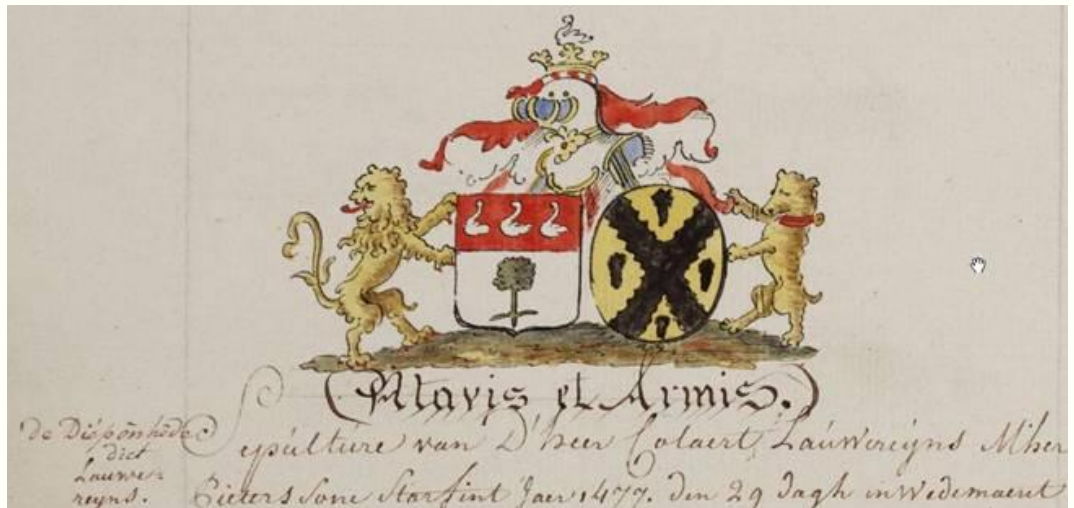 Atavis et Armis.
de Diepenhede
dict
Lauwe-
reyns.
Sepulture van D'heer Colaert Lauwereyns Mher
Pieters sone starf int Jaer 1477. den 29 dagh in Wedemaent